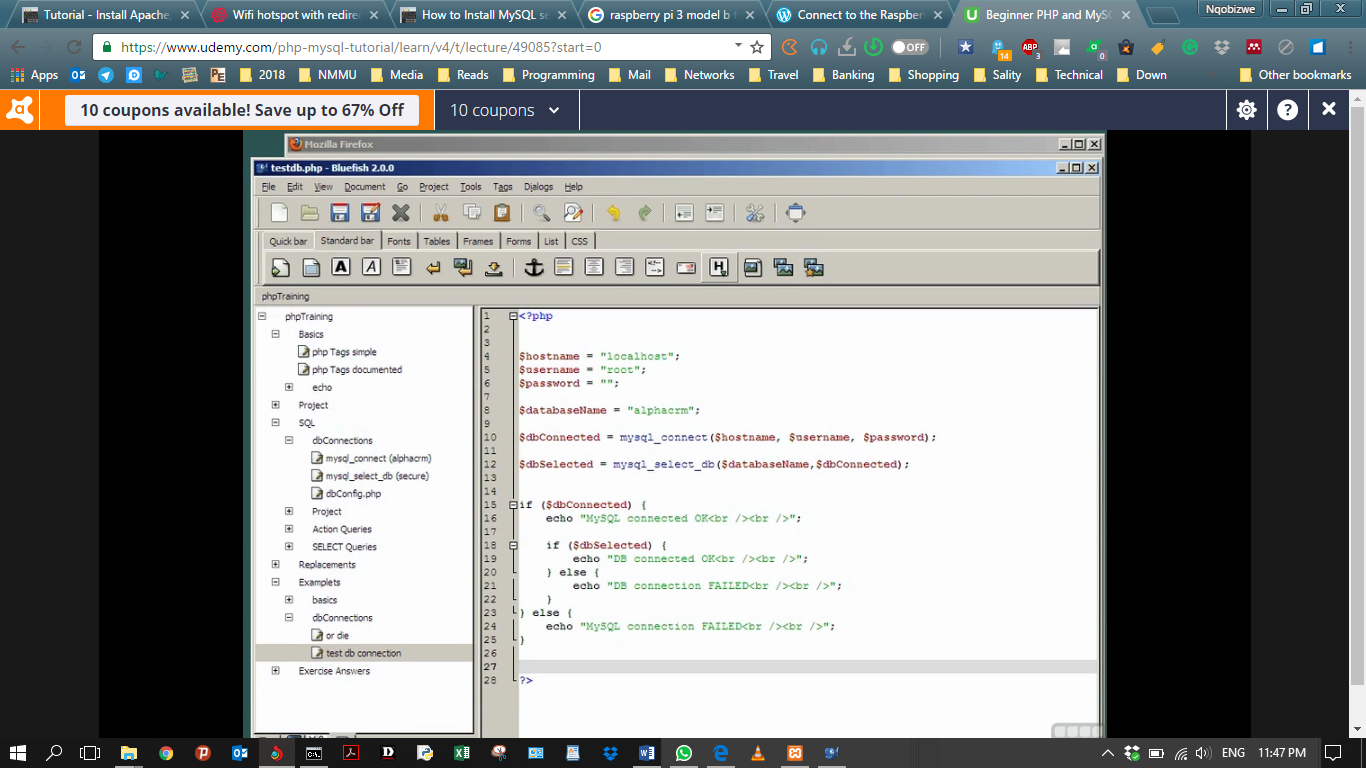 Tutorial - Install Apache,
Wifi hotspot with redire
How to Install MySQL se
raspberry pi 3 model b t
Connect to the Raspber
Beginner PHP and MySQ
Nqobizwe
https://www.udemy.com/php-mysql-tutorial/learn/v4/t/lecture/49085?start=0
OFF
14
ABP
3
0
Apps
PE
2018
NMMU
Media
Reads
Programming
Mail
Networks
Travel
Banking
Shopping
Sality
Technical
Down
Other bookmarks
10 coupons available! Save up to 67% Off
10 coupons
Mozilla Firefox
testdb.php - Bluefish 2.0.0
File Edit View Document Go Project Tools Tags Dialogs Help
Quick bar Standard bar Fonts Tables Frames Forms List CSS
phpTraining
phpTraining
Basics
php Tags simple
php Tags documented
echo
Project
SQL
dbConnections
mysql_connect (alphacrm)
mysql_select_db (secure)
dbConfig.php
Project
Action Queries
SELECT Queries
Replacements
Examplets
basics
dbConnections
or die
test db connection
Exercise Answers
1 <?php
2
3
4 $hostname = "localhost";
5 $username = "root";
6 $password = "";
7
8 $databaseName = "alphacrm";
9
10 $dbConnected = mysql_connect($hostname, $username, $password);
11
12 $dbSelected = mysql_select_db($databaseName,$dbConnected);
13
14
15 if ($dbConnected) {
16 echo "MySQL connected OK<br /><br />";
17
18 if ($dbSelected) {
19 echo "DB connected OK<br /><br />";
20 } else {
21 echo "DB connection FAILED<br /><br />";
22 }
23 } else {
24 echo "MySQL connection FAILED<br /><br />";
25 }
26
27
28 ?>
ENG
11:47 PM